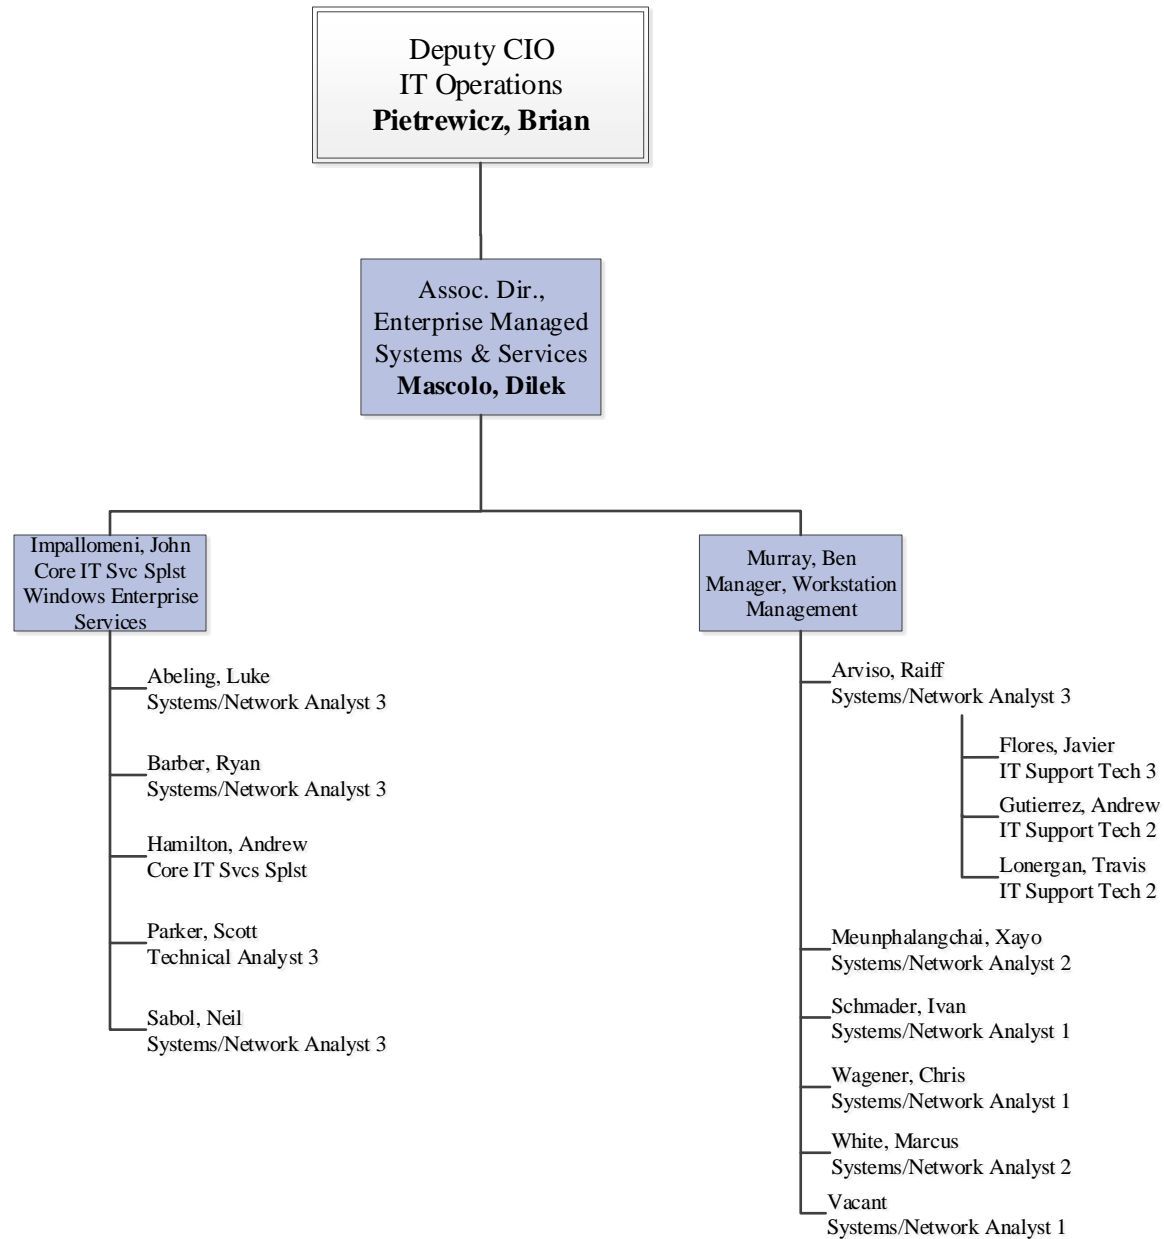 Deputy CIO
IT Operations
Pietrewicz, Brian
Assoc. Dir.,
Enterprise Managed
Systems & Services
Mascolo, Dilek
Impallomeni, John
Core IT Svc Splst
Windows Enterprise
Services
Abeling, Luke
Systems/Network Analyst 3
Barber, Ryan
Systems/Network Analyst 3
Hamilton, Andrew
Core IT Svcs Splst
Parker, Scott
Technical Analyst 3
Sabol, Neil
Systems/Network Analyst 3
Murray, Ben
Manager, Workstation
Management
Arviso, Raiff
Systems/Network Analyst 3
Flores, Javier
IT Support Tech 3
Gutierrez, Andrew
IT Support Tech 2
Lonergan, Travis
IT Support Tech 2
Meunphalangchai, Xayo
Systems/Network Analyst 2
Schmader, Ivan
Systems/Network Analyst 1
Wagener, Chris
Systems/Network Analyst 1
White, Marcus
Systems/Network Analyst 2
Vacant
Systems/Network Analyst 1